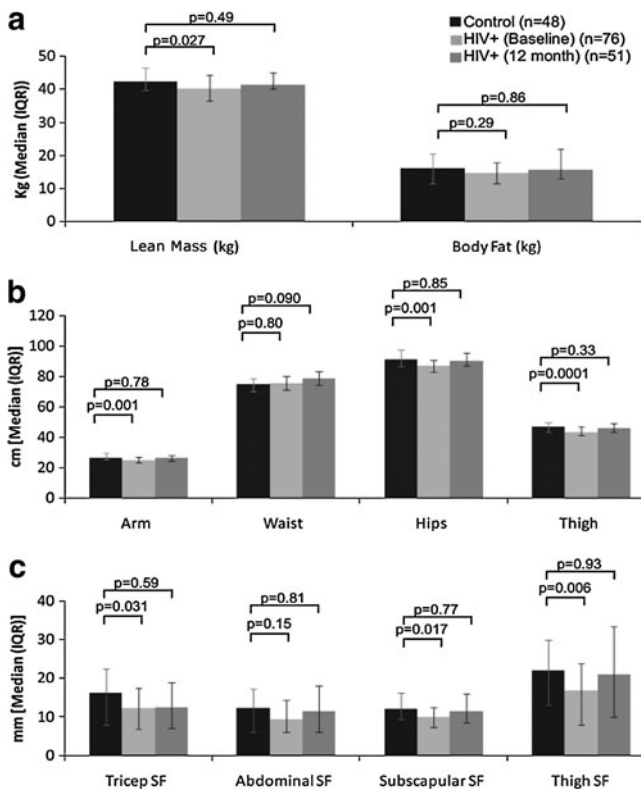 a
p=0.49
p=0.027
Control (n=48)
HIV+ (Baseline) (n=76)
HIV+ (12 month) (n=51)
p=0.86
p=0.29
Kg (Median (IQR)]
50
40
30
20
10
0
Lean Mass (kg)
Body Fat (kg)
b
p=0.78
p=0.001
p=0.090
p=0.80
p=0.85
p=0.001
p=0.33
p=0.0001
cm [Median (IQR)]
120
100
80
60
40
20
0
Arm
Waist
Hips
Thigh
c
p=0.59
p=0.031
p=0.81
p=0.15
p=0.77
p=0.017
p=0.93
p=0.006
mm [Median (IQR)]
40
30
20
10
0
Tricep SF
Abdominal SF
Subscapular SF
Thigh SF